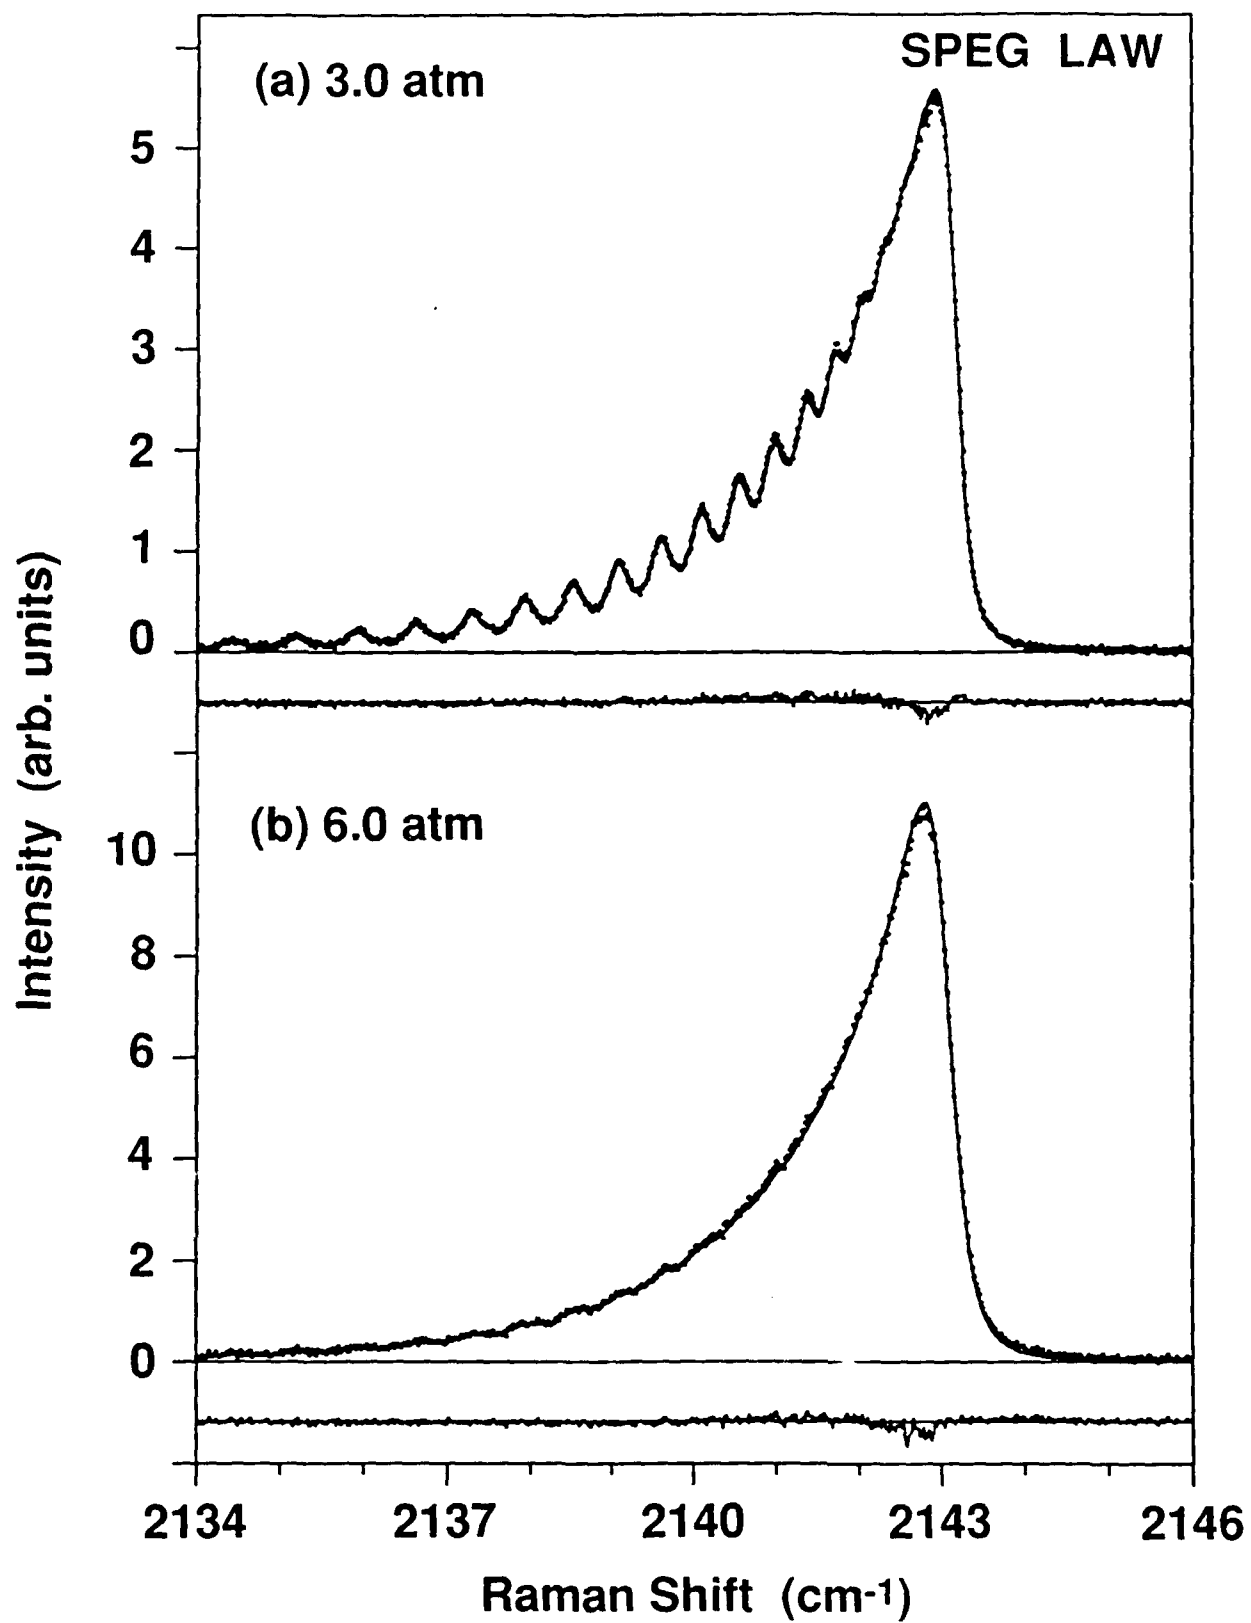 SPEG LAW
(a) 3.0 atm
5
4
3
2
1
0
(b) 6.0 atm
10
8
6
4
2
0
Intensity (arb. units)
2134 2137 2140 2143 2146
Raman Shift (cm-1)